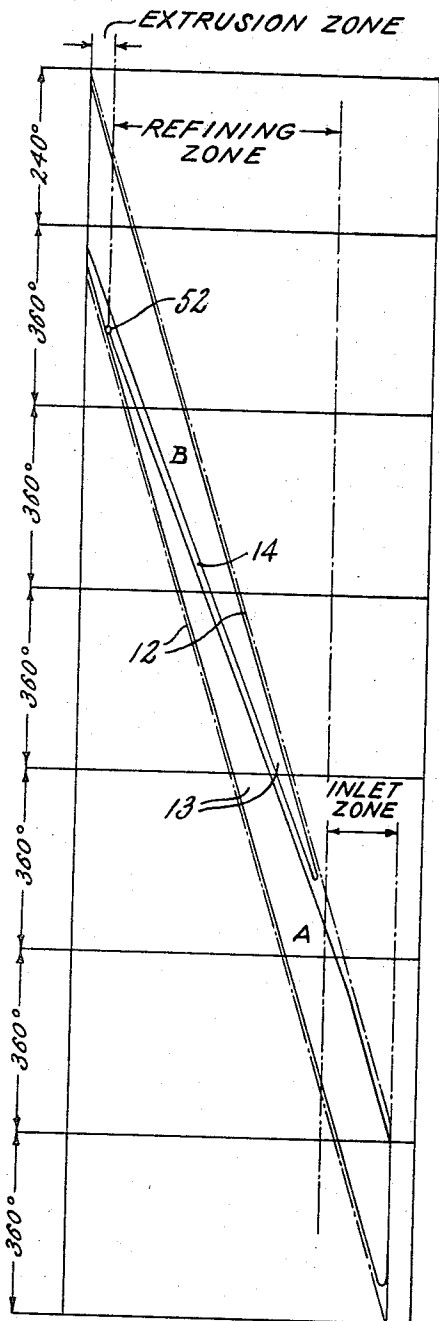 EXTRUSION ZONE
REFINING
ZONE
240°
360°
52
360°
B
14
360°
12
360°
13
INLET
ZONE
A
360°
360°